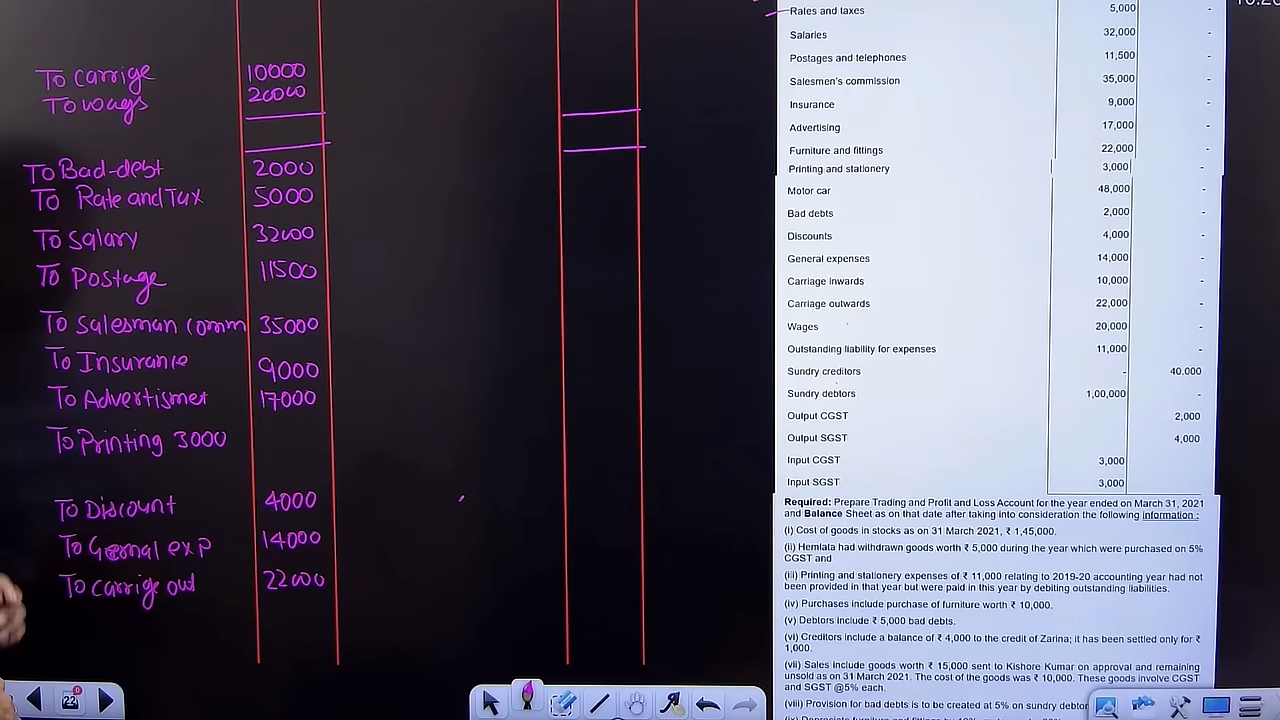 To Carrige 10000
To wags 20000
To Bad-debt 2000
To Rate and Tax 5000
To Salary 32000
To Postage 11500
To Salesman comm 35000
To Insuranie 9000
To Advertismet 17000
To Printing 3000
To Discount 4000
To Gernal exp 14000
To Carrige out 22000
22
Rates and taxes 5,000 -
Salaries 32,000 -
Postages and telephones 11,500 -
Salesmen's commission 35,000 -
Insurance 9,000 -
Advertising 17,000 -
Furniture and fittings 22,000 -
Printing and stationery 3,000 -
Motor car 48,000 -
Bad debts 2,000 -
Discounts 4,000 -
General expenses 14,000 -
Carriage inwards 10,000 -
Carriage outwards 22,000 -
Wages 20,000 -
Outstanding liability for expenses 11,000 -
Sundry creditors - 40.000
Sundry debtors 1,00,000 -
Output CGST 2,000
Output SGST 4,000
Input CGST 3,000
Input SGST 3,000
Required: Prepare Trading and Profit and Loss Account for the year ended on March 31, 2021
and Balance Sheet as on that date after taking into consideration the following information :
(i) Cost of goods in stocks as on 31 March 2021, ₹ 1,45,000.
(ii) Hemlata had withdrawn goods worth ₹ 5,000 during the year which were purchased on 5%
CGST and
(iii) Printing and stationery expenses of ₹ 11,000 relating to 2019-20 accounting year had not
been provided in that year but were paid in this year by debiting outstanding liabilities.
(iv) Purchases include purchase of furniture worth ₹ 10,000.
(v) Debtors include ₹ 5,000 bad debts.
(vi) Creditors include a balance of ₹ 4,000 to the credit of Zarina; it has been settled only for ₹
1,000.
(vii) Sales include goods worth ₹ 15,000 sent to Kishore Kumar on approval and remaining
unsold as on 31 March 2021. The cost of the goods was ₹ 10,000. These goods involve CGST
and SGST @5% each.
(viii) Provision for bad debts is to be created at 5% on sundry debtor